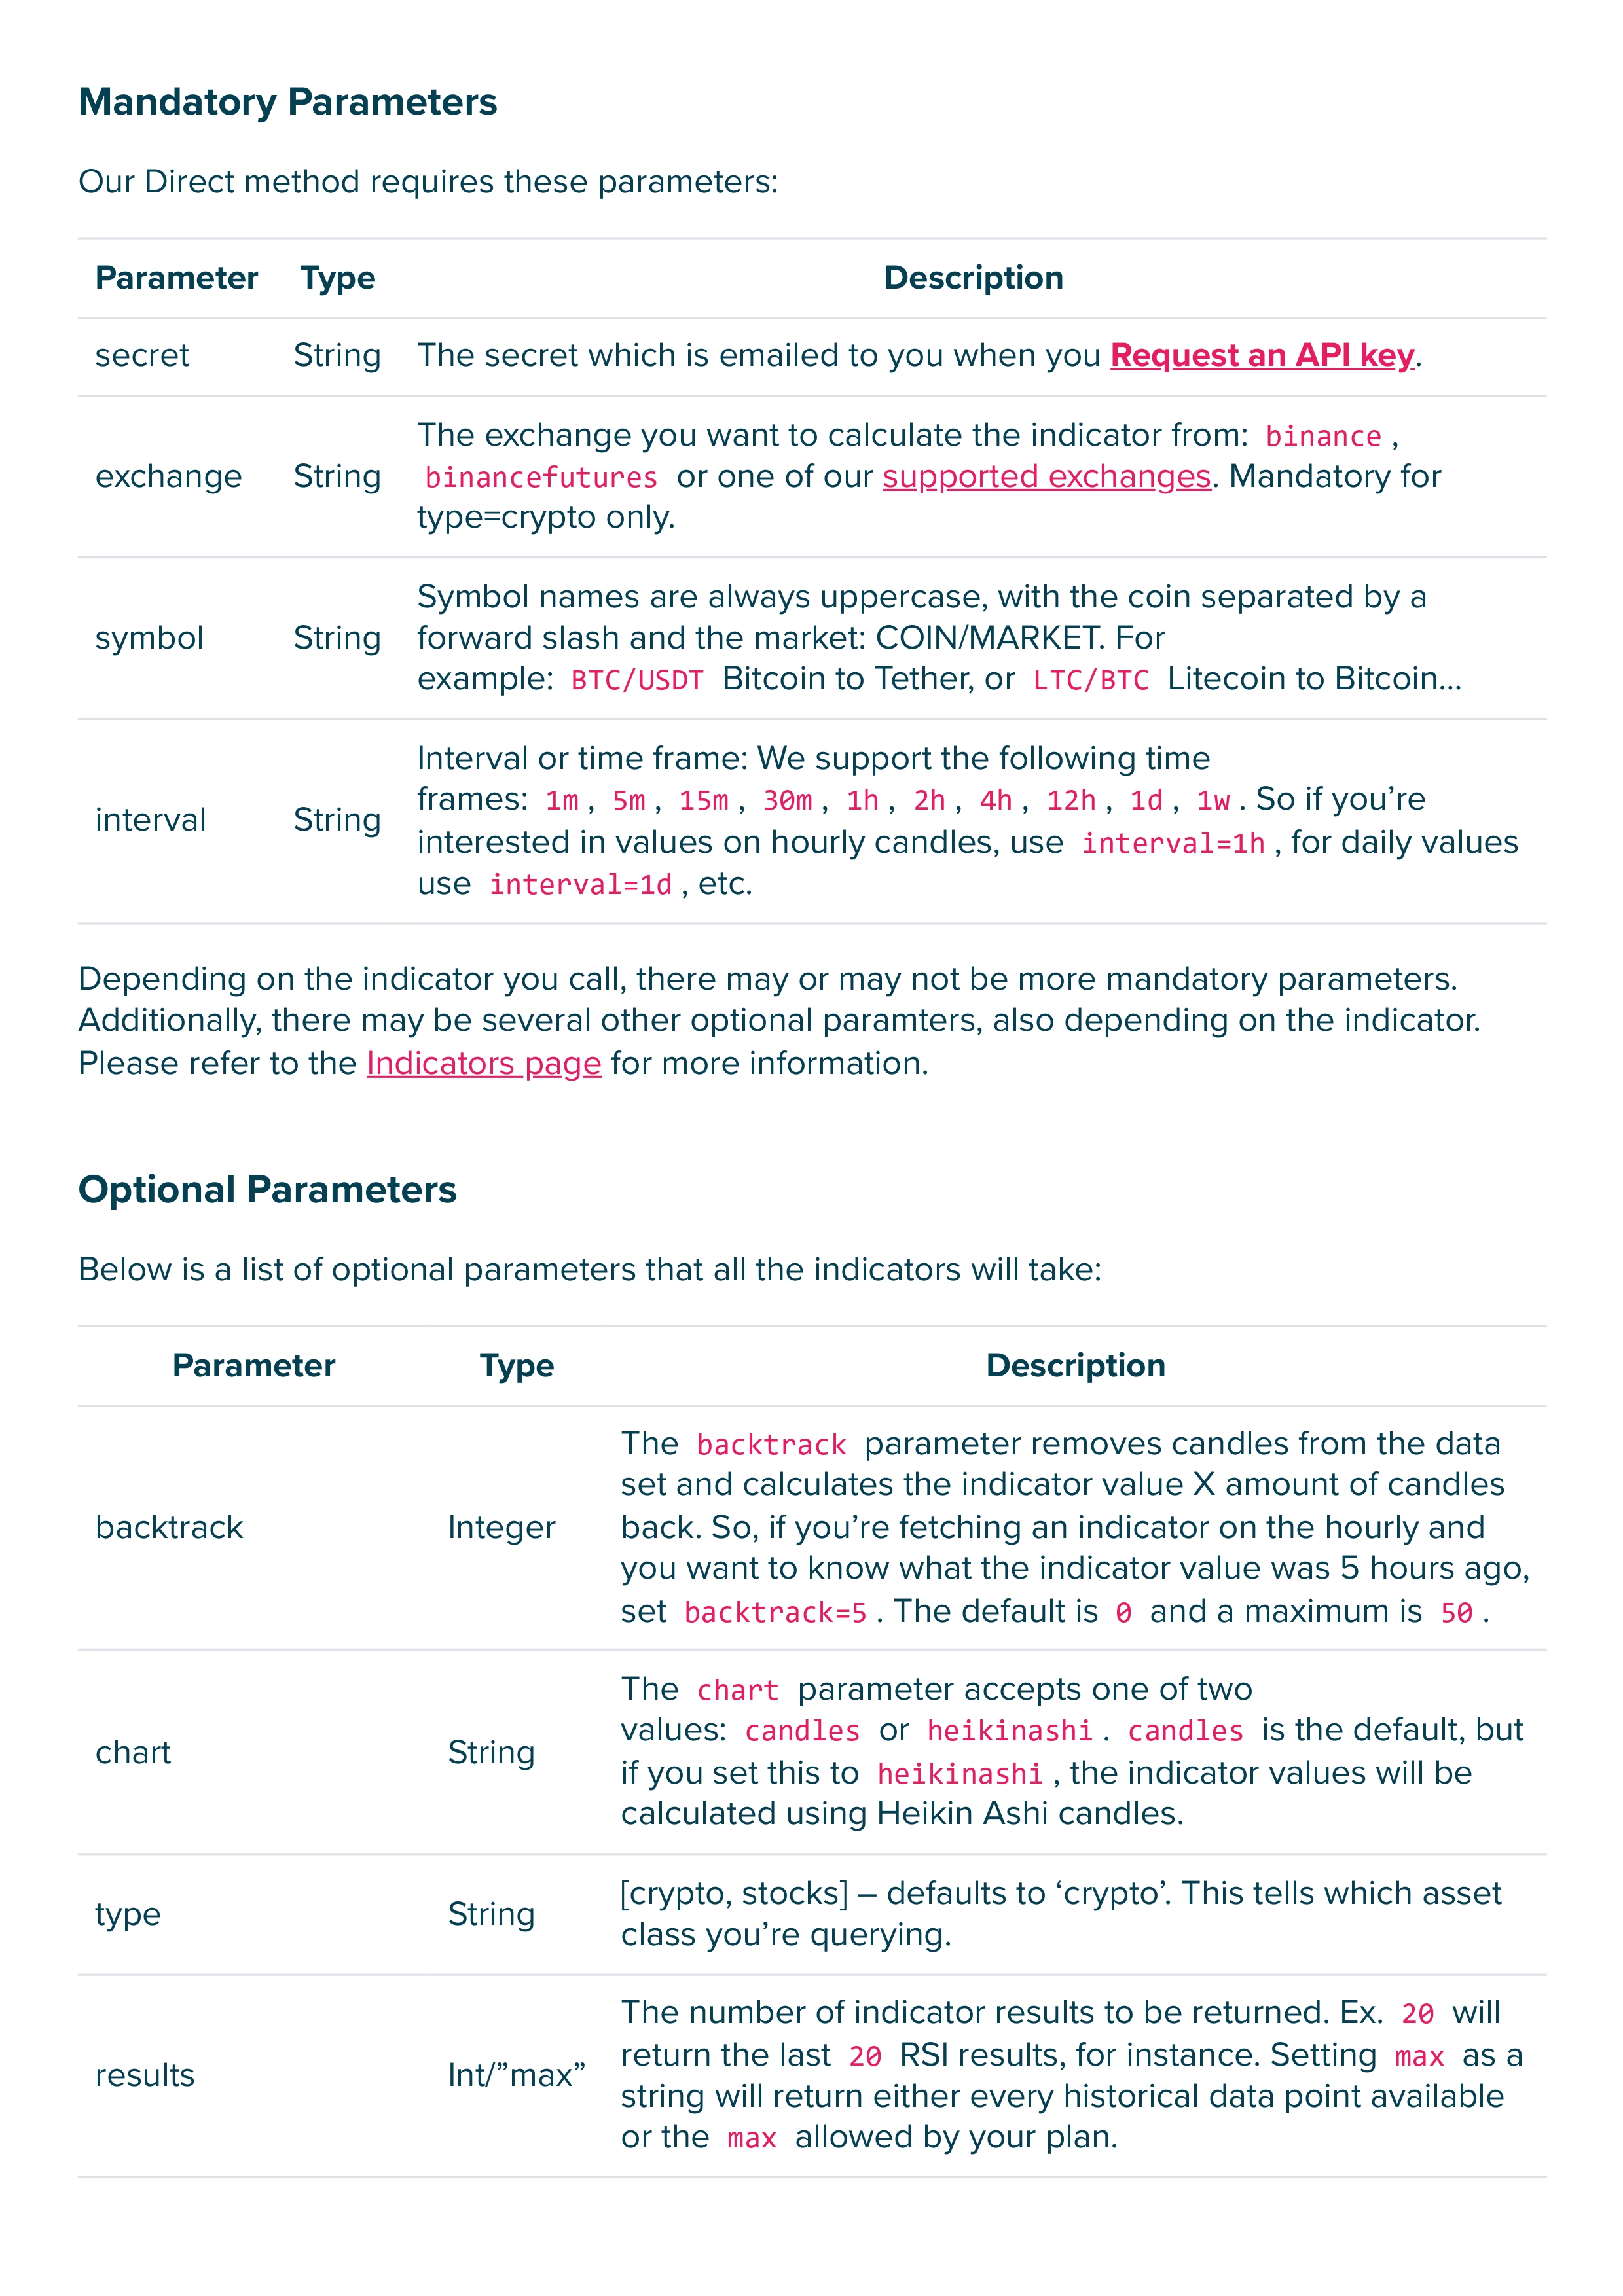 Mandatory Parameters
Our Direct method requires these parameters:
Parameter Type Description
secret String The secret which is emailed to you when you Request an API key.
The exchange you want to calculate the indicator from: binance ,
exchange String binancefutures or one of our supported exchanges. Mandatory for
type=crypto only.
Symbol names are always uppercase, with the coin separated by a
symbol String forward slash and the market: COIN/MARKET. For
example: BTC/USDT Bitcoin to Tether, or LTC/BTC Litecoin to Bitcoin...
Interval or time frame: We support the following time
frames: 1m , 5m , 15m , 30m , 1h , 2h , 4h , 12h , 1d , 1w . So if you’re
interval String
interested in values on hourly candles, use interval=1h , for daily values
use interval=1d , etc.
Depending on the indicator you call, there may or may not be more mandatory parameters.
Additionally, there may be several other optional paramters, also depending on the indicator.
Please refer to the Indicators page for more information.
Optional Parameters
Below is a list of optional parameters that all the indicators will take:
Parameter Type Description
The backtrack parameter removes candles from the data
set and calculates the indicator value X amount of candles
backtrack Integer back. So, if you’re fetching an indicator on the hourly and
you want to know what the indicator value was 5 hours ago,
set backtrack=5 . The default is 0 and a maximum is 50 .
The chart parameter accepts one of two
values: candles or heikinashi . candles is the default, but
chart String
if you set this to heikinashi , the indicator values will be
calculated using Heikin Ashi candles.
[crypto, stocks] – defaults to ‘crypto’. This tells which asset
type String
class you’re querying.
The number of indicator results to be returned. Ex. 20 will
return the last 20 RSI results, for instance. Setting max as a
results Int/”max”
string will return either every historical data point available
or the max allowed by your plan.